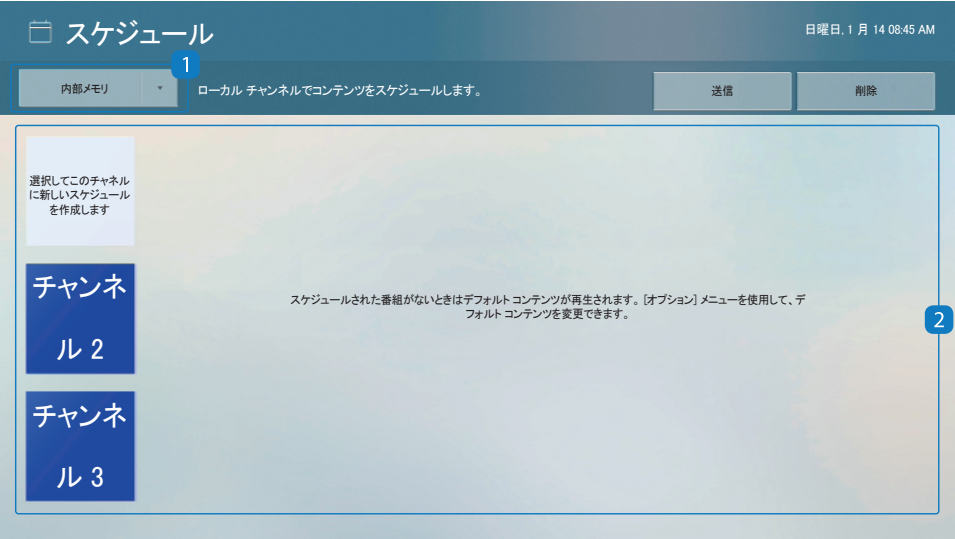 スケジュール
日曜日, 1 月 14 08:45 AM
1
内部メモリ
ローカル チャンネルでコンテンツをスケジュールします。
送信
削除
選択してこのチャネル
に新しいスケジュール
を作成します
チャンネ
ル 2
スケジュールされた番組がないときはデフォルト コンテンツが再生されます。[オプション] メニューを使用して、デ
フォルト コンテンツを変更できます。
2
チャンネ
ル 3